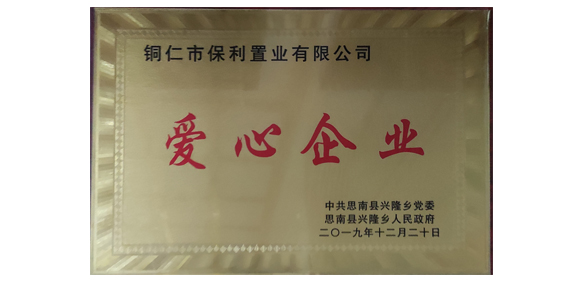 铜仁市保利置业有限公司
爱心企业
中共思南县兴隆乡党委
思南县兴隆乡人民政府
二〇一九年十二月二十日